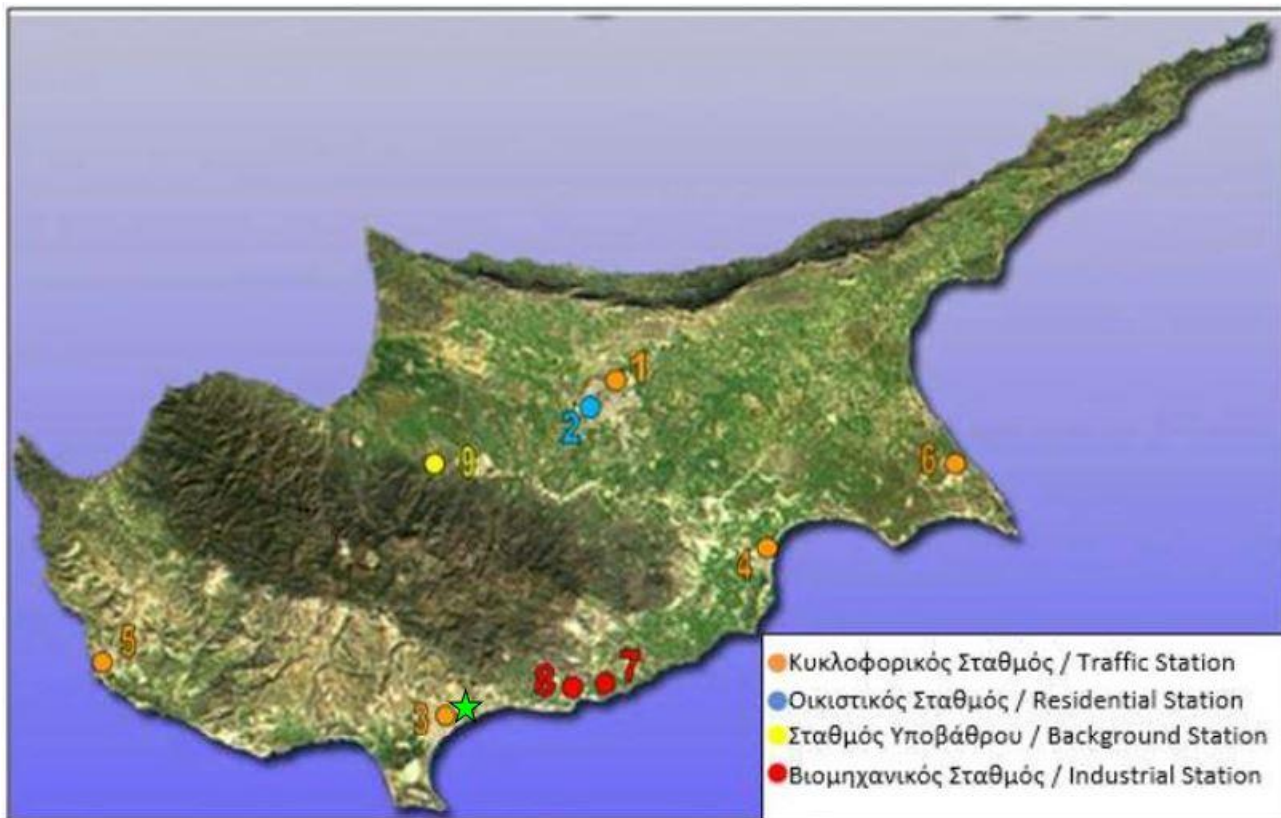 1
2
9
6
4
5
8 7
3
Κυκλοφορικός Σταθμός / Traffic Station
Οικιστικός Σταθμός / Residential Station
Σταθμός Υποβάθρου / Background Station
Βιομηχανικός Σταθμός / Industrial Station